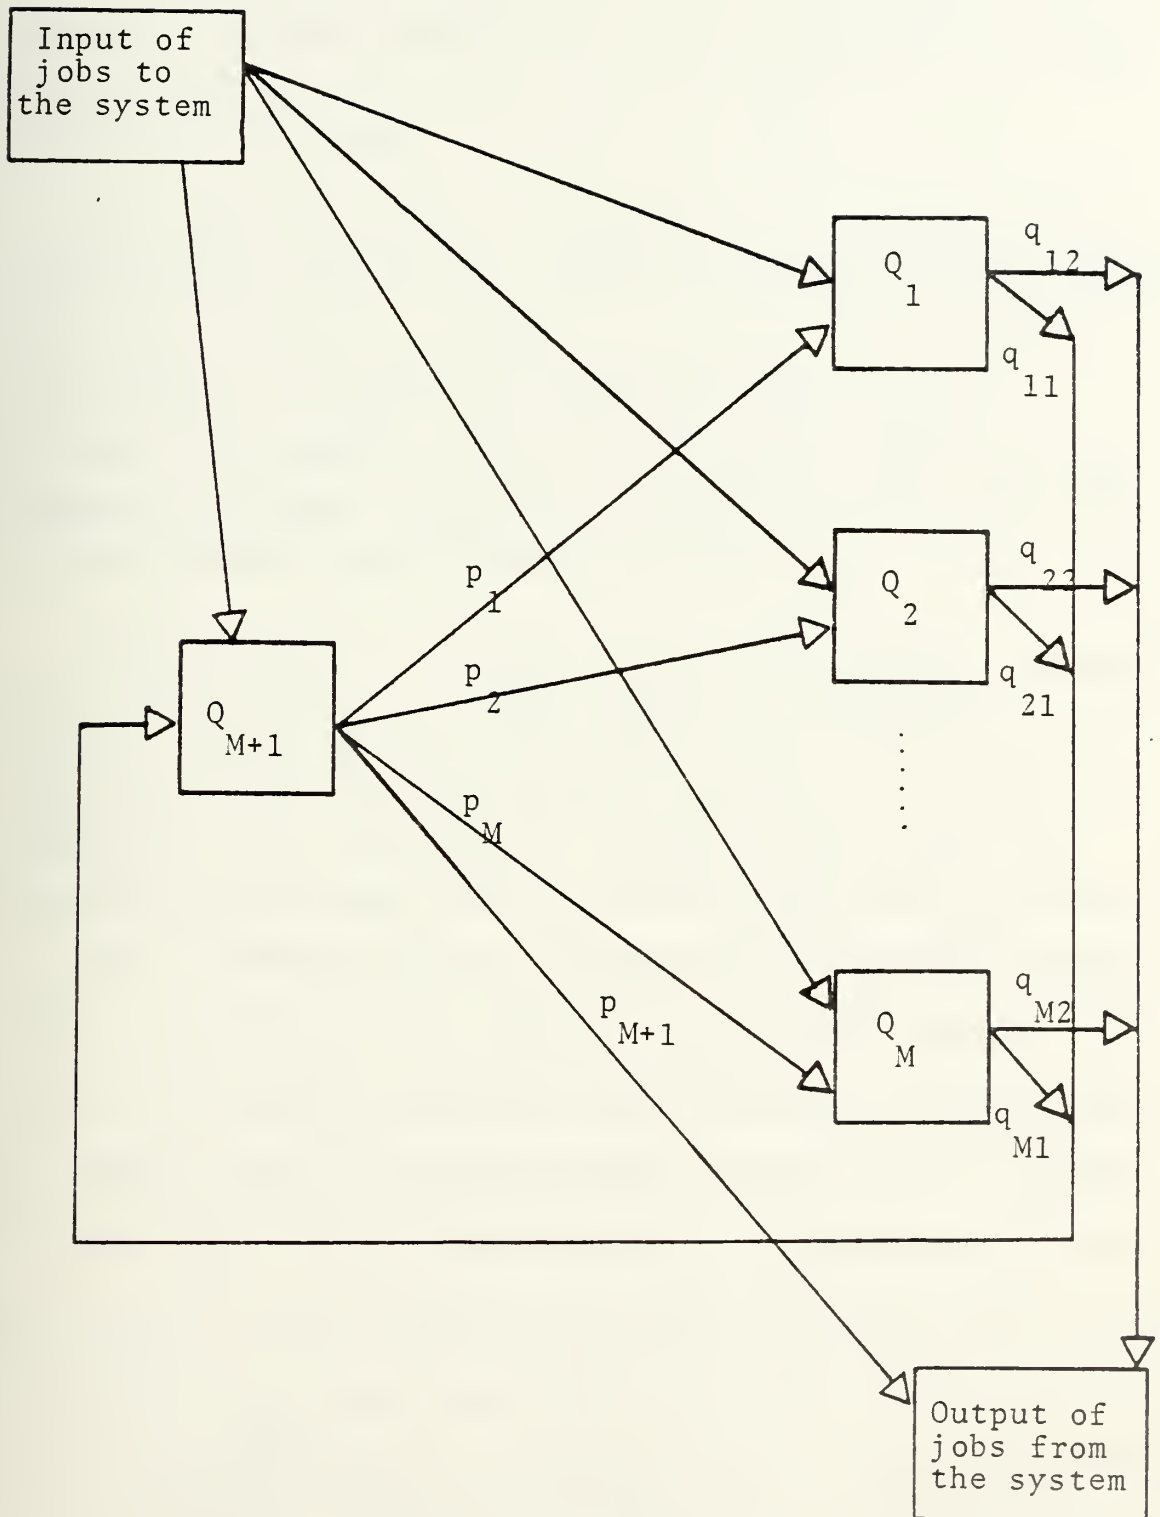 Input of
jobs to
the system
Q
1
q
12
q
11
Q
2
q
22
q
21
.....
p
1
p
2
Q
M+1
p
M
p
M+1
Q
M
q
M2
q
M1
Output of
jobs from
the system